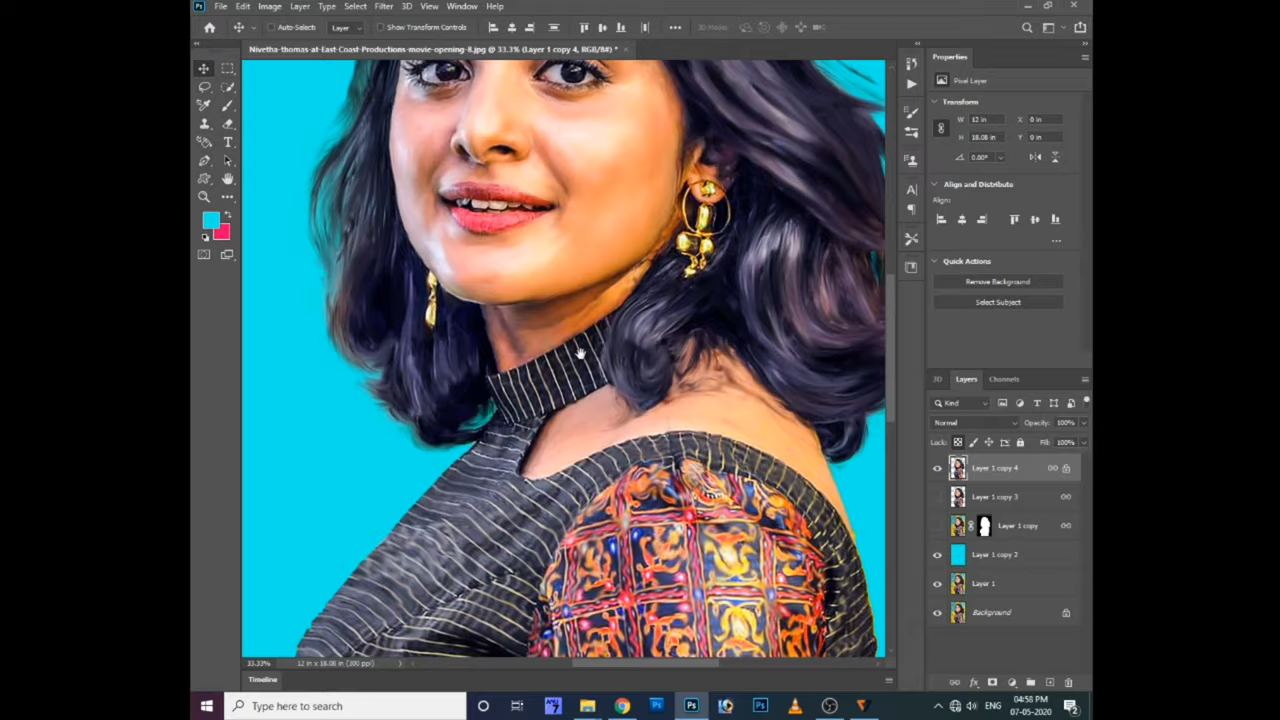 File Edit Image Layer Type Select Filter 3D View Window Help
Auto-Select: Layer Show Transform Controls 3D Mode:
Nivetha-thomas-at-East-Coast-Productions-movie-opening-8.jpg @ 33.3% (Layer 1 copy 4, RGB/8#) *
Properties
Pixel Layer
Transform
W 12 in X 0 in
H 18.08 in Y 0 in
0.00°
Align and Distribute
Align:
Quick Actions
Remove Background
Select Subject
3D Layers Channels
Kind
Normal Opacity: 100%
Lock: Fill: 100%
Layer 1 copy 4
Layer 1 copy 3
Layer 1 copy
Layer 1 copy 2
Layer 1
Background
33.33% 12 in x 18.08 in (300 ppi)
Timeline
Type here to search
ENG
04:58 PM
07-05-2020